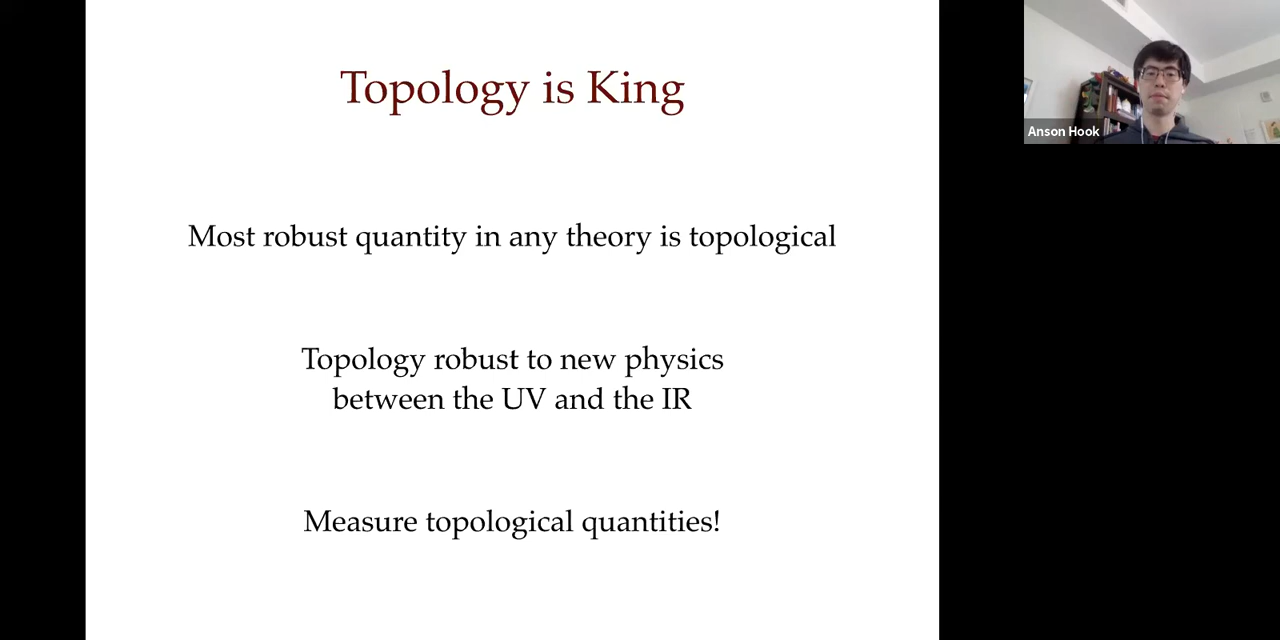 Topology is King
Anson Hook
Most robust quantity in any theory is topological
Topology robust to new physics
between the UV and the IR
Measure topological quantities!